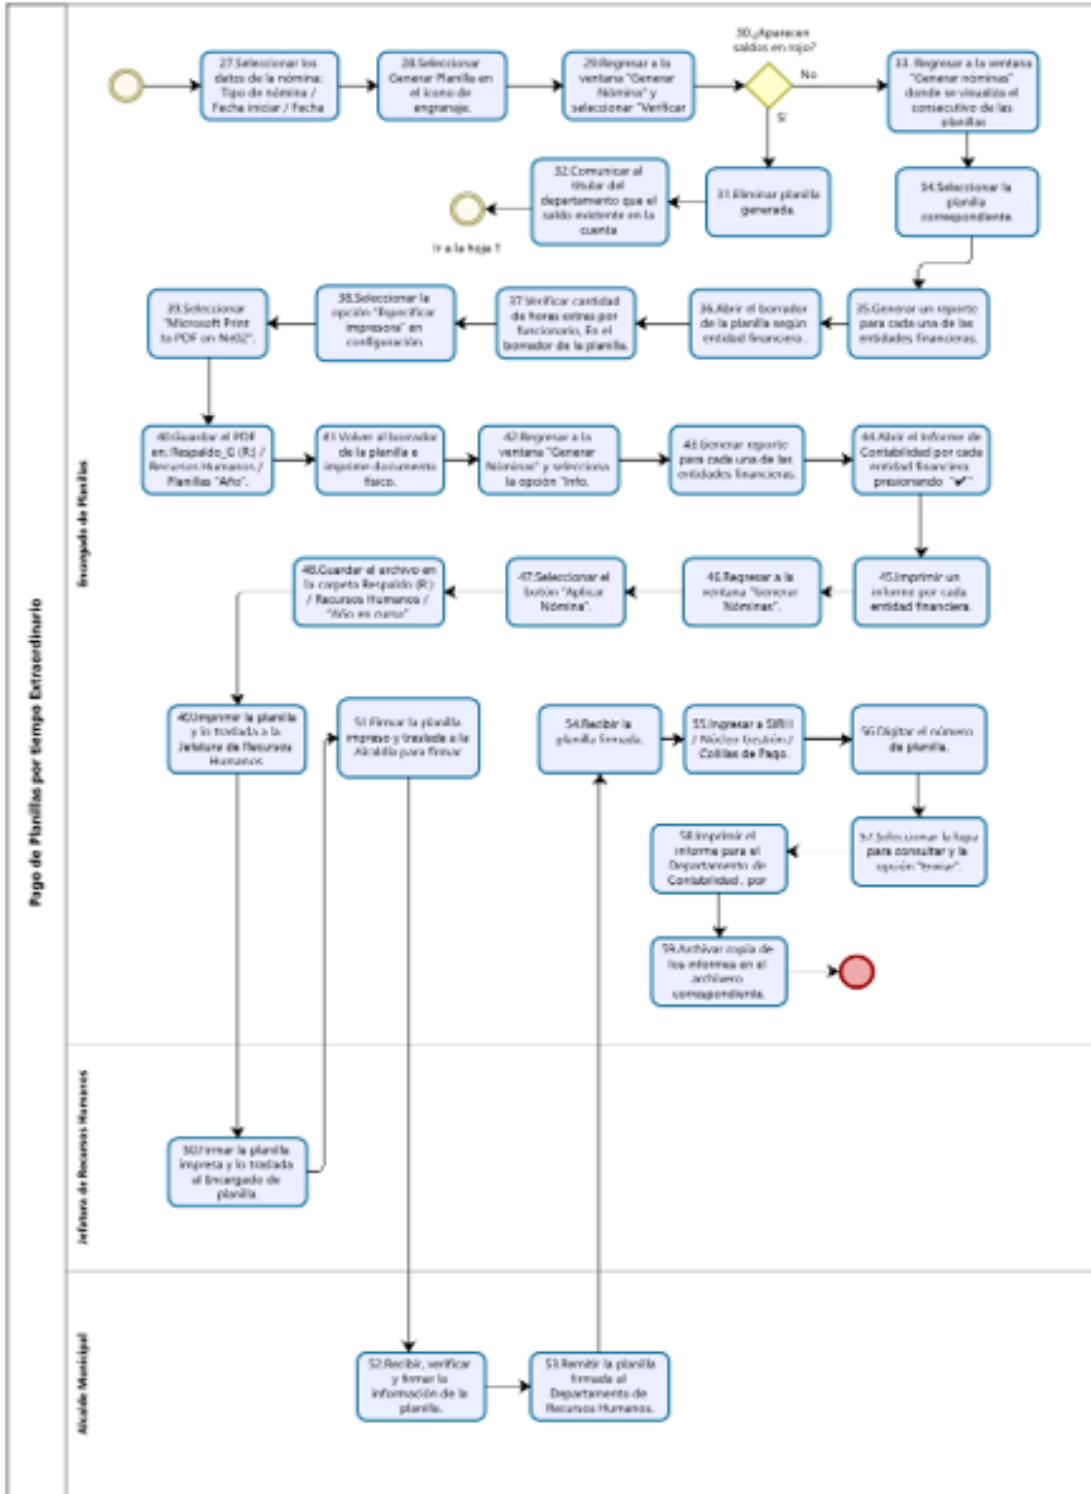 Pago de Planillas por tiempo Extraordinario
Encargado de Planillas
27.Seleccionar los
datos de la nómina:
Tipo de nómina /
Fecha iniciar / Fecha
28.Seleccionar
Generar Planilla en
el ícono de
engranaje.
29.Regresar a la
ventana "Generar
Nómina" y
seleccionar "Verificar
30.¿Aparecen
saldos en rojo?
No
Sí
33. Regresar a la ventana
"Generar nóminas"
donde se visualiza el
consecutivo de las
planillas
32.Comunicar al
titular del
departamento que el
saldo existente en la
cuenta
31.Eliminar planilla
generada.
34.Seleccionar la
planilla
correspondiente.
Ir a la hoja 1
39.Seleccionar
"Microsoft Print
to PDF on Ne02".
38.Seleccionar la
opción "Especificar
impresora" en
configuración.
37.Verificar cantidad
de horas extras por
funcionario, En el
borrador de la planilla.
36.Abrir el borrador
de la planilla según
entidad financiera .
35.Generar un reporte
para cada una de las
entidades financieras.
40.Guardar el PDF
en: Respaldo_G (R:) /
Recursos Humanos /
Planillas "Año".
41.Volver al borrador
de la planilla e
imprime documento
físico.
42.Regresar a la
ventana "Generar
Nóminas" y selecciona
la opción "Info.
43.Generar reporte
para cada una de las
entidades financieras.
44.Abrir el informe de
Contabilidad por cada
entidad financiera
presionando "✔"
48.Guardar el archivo en
la carpeta Respaldo (R:)
/ Recursos Humanos /
"Año en curso"
47.Seleccionar el
botón "Aplicar
Nómina".
46.Regresar a la
ventana "Generar
Nóminas".
45.Imprimir un
informe por cada
entidad financiera.
49.Imprimir la planilla
y lo traslada a la
Jefatura de Recursos
Humanos
51.Firmar la planilla
impreso y traslada a la
Alcaldía para firmar
54.Recibir la
planilla firmada.
55.Ingresar a SIRH
/ Núcleo Gestión /
Colillas de Pago.
56.Digitar el número
de planilla.
58.Imprimir el
informe para el
Departamento de
Contabilidad , por
57.Seleccionar la lupa
para consultar y la
opción "Enviar".
59.Archivar copia de
los informes en el
archivero
correspondiente.
Jefatura de Recursos Humanos
50.Firmar la planilla
impresa y lo traslada
al Encargado de
planilla.
Alcalde Municipal
52.Recibir, verificar
y firmar la
información de la
planilla.
53.Remitir la planilla
firmada al
Departamento de
Recursos Humanos.